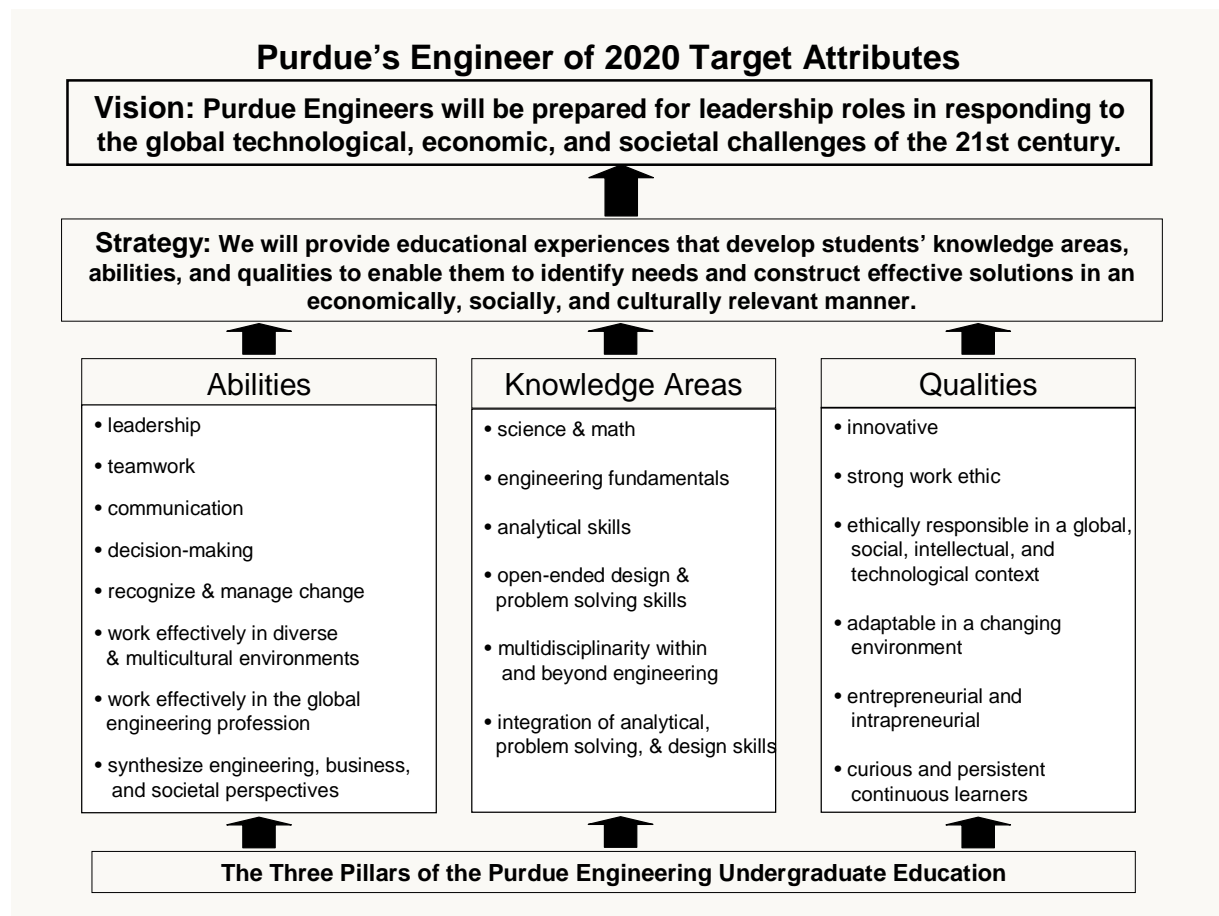 Purdue’s Engineer of 2020 Target Attributes
Vision: Purdue Engineers will be prepared for leadership roles in responding to
the global technological, economic, and societal challenges of the 21st century.
Strategy: We will provide educational experiences that develop students’ knowledge areas,
abilities, and qualities to enable them to identify needs and construct effective solutions in an
economically, socially, and culturally relevant manner.
Abilities
• leadership
• teamwork
• communication
• decision-making
• recognize & manage change
• work effectively in diverse
& multicultural environments
• work effectively in the global
engineering profession
• synthesize engineering, business,
and societal perspectives
Knowledge Areas
• science & math
• engineering fundamentals
• analytical skills
• open-ended design &
problem solving skills
• multidisciplinarity within
and beyond engineering
• integration of analytical,
problem solving, & design skills
Qualities
• innovative
• strong work ethic
• ethically responsible in a global,
social, intellectual, and
technological context
• adaptable in a changing
environment
• entrepreneurial and
intrapreneurial
• curious and persistent
continuous learners
The Three Pillars of the Purdue Engineering Undergraduate Education